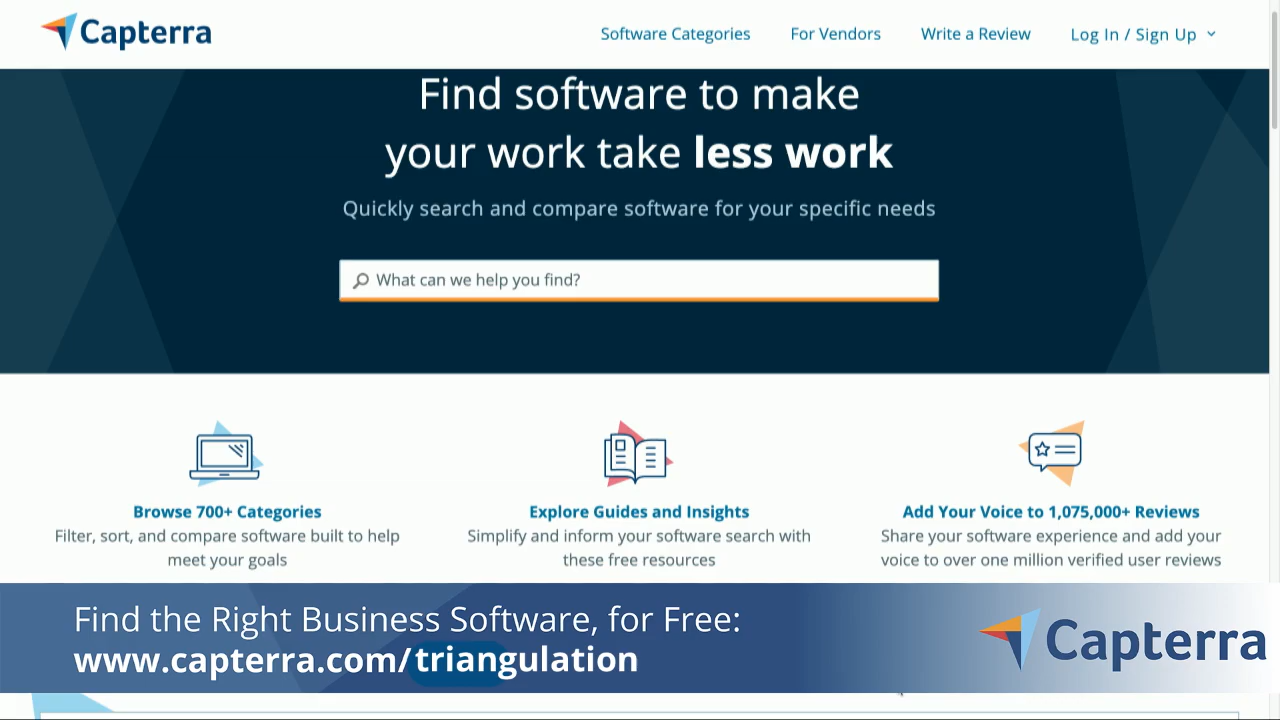 Capterra
Software Categories
For Vendors
Write a Review
Log In / Sign Up
Find software to make
your work take less work
Quickly search and compare software for your specific needs
What can we help you find?
Browse 700+ Categories
Filter, sort, and compare software built to help
meet your goals
Explore Guides and Insights
Simplify and inform your software search with
these free resources
Add Your Voice to 1,075,000+ Reviews
Share your software experience and add your
voice to over one million verified user reviews
Find the Right Business Software, for Free:
www.capterra.com/triangulation
Capterra